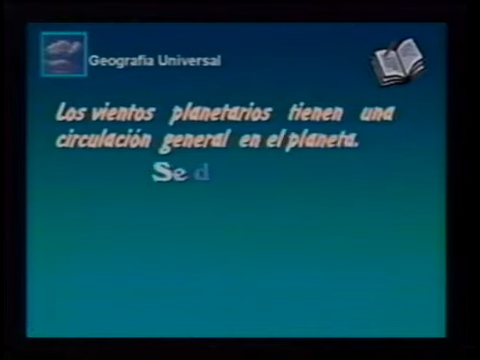 Geografía Universal
Los vientos planetarios tienen una
circulación general en el planeta.
Se d